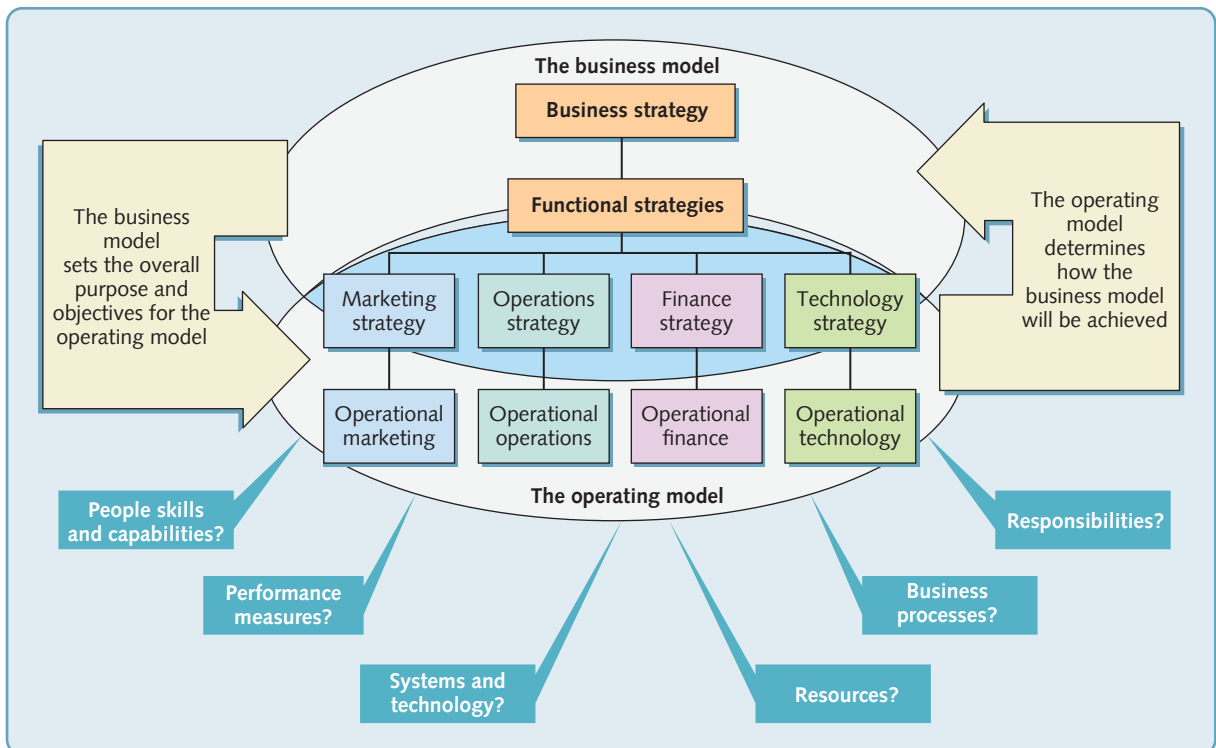 The business model
Business strategy
Functional strategies
The business
model
sets the overall
purpose and
objectives for the
operating model
The operating
model
determines
how the
business model
will be achieved
Marketing
strategy
Operations
strategy
Finance
strategy
Technology
strategy
Operational
marketing
Operational
operations
Operational
finance
Operational
technology
The operating model
People skills
and capabilities?
Performance
measures?
Systems and
technology?
Resources?
Business
processes?
Responsibilities?